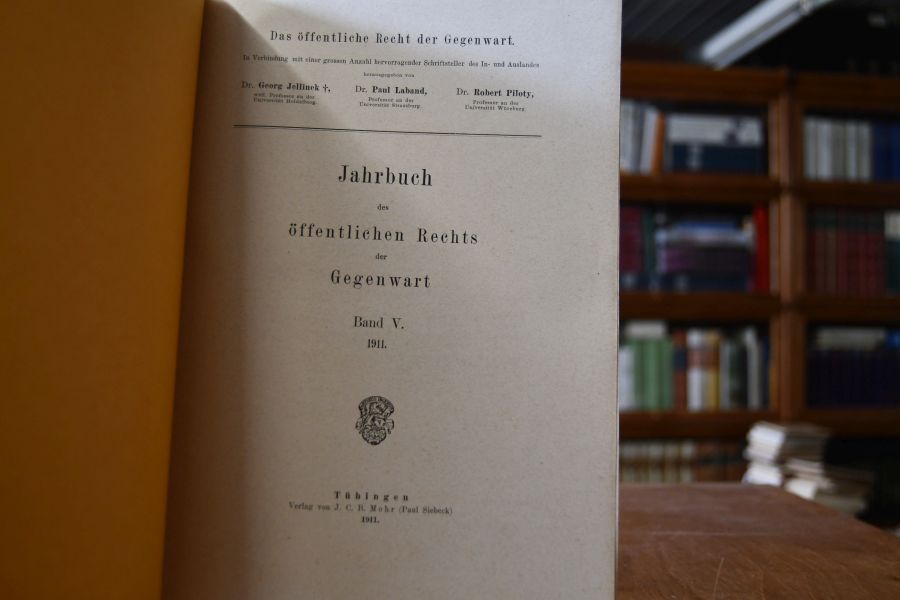 Das öffentliche Recht der Gegenwart.
In Verbindung mit einer grossen Anzahl hervorragender Schriftsteller des In- und Auslandes
herausgegeben von
Dr. Georg Jellinek †,
weil. Professor an der
Universität Heidelberg.
Dr. Paul Laband,
Professor an der
Universität Strassburg.
Dr. Robert Piloty,
Professor an der
Universität Würzburg.
Jahrbuch
des
öffentlichen Rechts
der
Gegenwart
Band V.
1911.
Tübingen
Verlag von J. C. B. Mohr (Paul Siebeck)
1911.